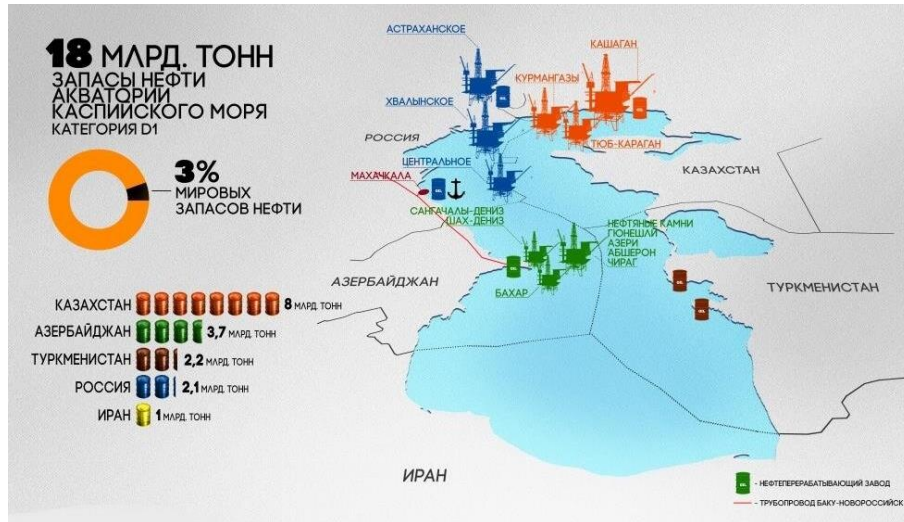 18 МЛРД. ТОНН
ЗАПАСЫ НЕФТИ
АКВАТОРИИ
КАСПИЙСКОГО МОРЯ
КАТЕГОРИЯ D1
3%
МИРОВЫХ
ЗАПАСОВ НЕФТИ
КАЗАХСТАН 8 МЛРД. ТОНН
АЗЕРБАЙДЖАН 3,7 МЛРД. ТОНН
ТУРКМЕНИСТАН 2,2 МЛРД. ТОНН
РОССИЯ 2,1 МЛРД. ТОНН
ИРАН 1 МЛРД. ТОНН
АСТРАХАНСКОЕ
КАШАГАН
КУРМАНГАЗЫ
ХВАЛЫНСКОЕ
РОССИЯ
ТЮБ-КАРАГАН
ЦЕНТРАЛЬНОЕ
КАЗАХСТАН
МАХАЧКАЛА
САНГАЧАЛЫ-ДЕНИЗ
ШАХ-ДЕНИЗ
НЕФТЯНЫЕ КАМНИ
ГЮНЕШЛИ
АЗЕРИ
АБШЕРОН
ЧИРАГ
АЗЕРБАЙДЖАН
БАХАР
ТУРКМЕНИСТАН
ИРАН
- НЕФТЕПЕРЕРАБАТЫВАЮЩИЙ ЗАВОД
- ТРУБОПРОВОД БАКУ-НОВОРОССИЙСК